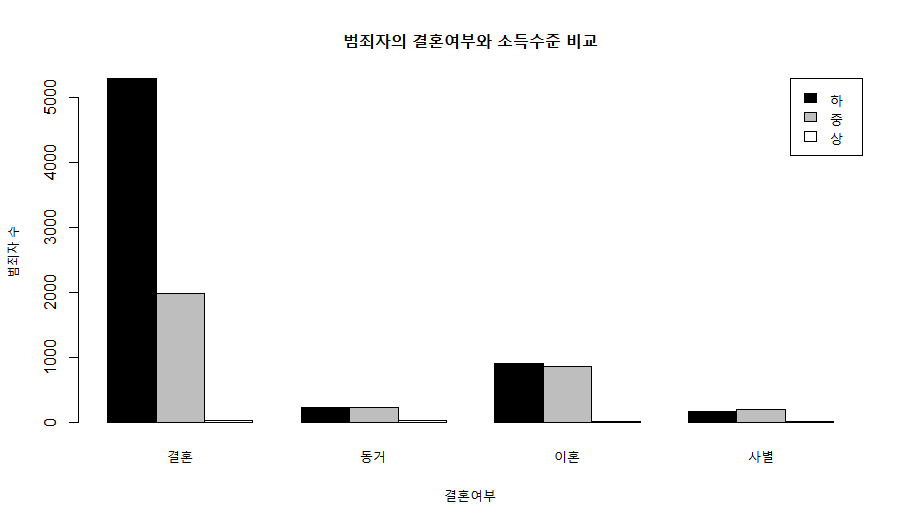 범죄자의 결혼여부와 소득수준 비교
하
중
상
범죄자 수
5000
4000
3000
2000
1000
0
결혼 동거 이혼 사별
결혼여부